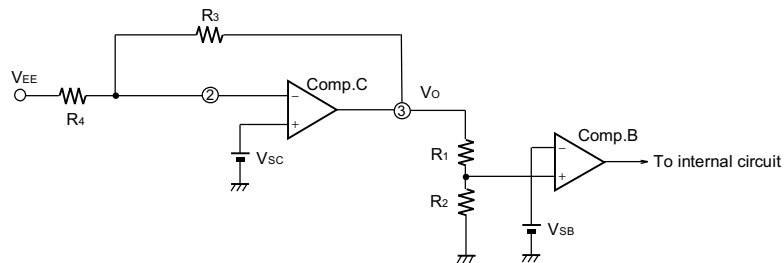 R3
VEE
R4
2
Comp.C
3
VO
VSC
R1
R2
Comp.B
To internal circuit
VSB